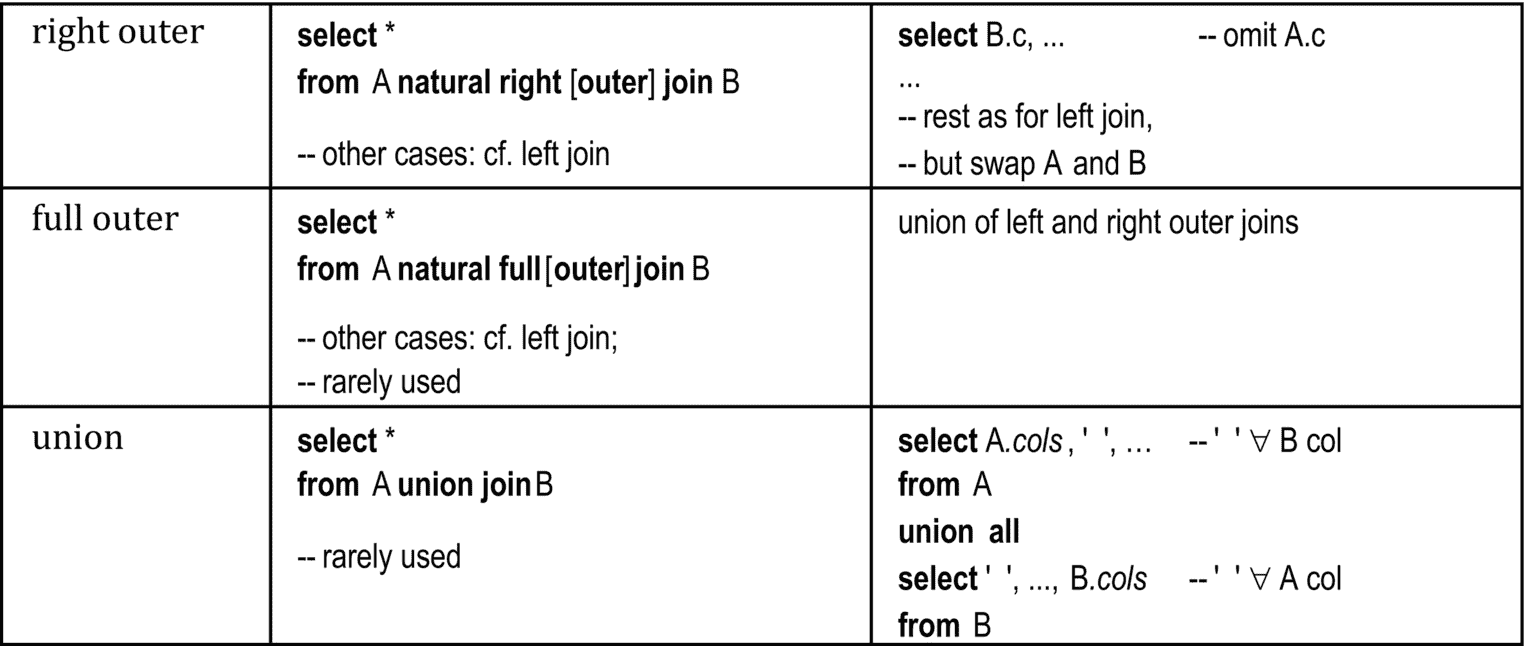 right outer
select *
from A natural right [outer] join B
-- other cases: cf. left join
select B.c, ... -- omit A.c
...
-- rest as for left join,
-- but swap A and B
full outer
select *
from A natural full [outer] join B
-- other cases: cf. left join;
-- rarely used
union of left and right outer joins
union
select *
from A union join B
-- rarely used
select A.cols, ' ', … -- ' ' ∀ B col
from A
union all
select ' ', ..., B.cols -- ' ' ∀ A col
from B